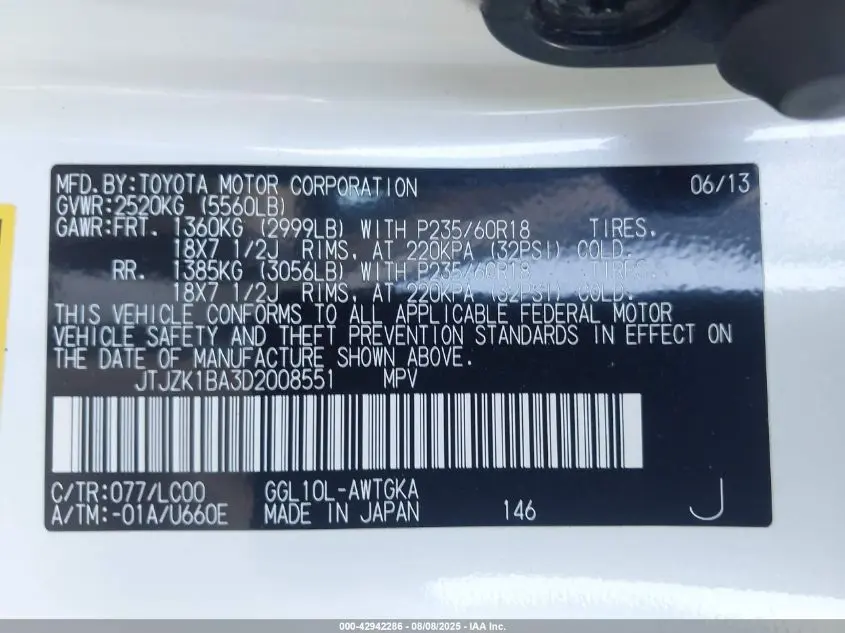 MFD.BY:TOYOTA MOTOR CORPORATION 06/13
GVWR:2520KG (5560LB)
GAWR:FRT. 1360KG (2999LB) WITH P235/60R18 TIRES.
18X7 1/2J RIMS, AT 220KPA (32PSI) COLD.
RR. 1385KG (3056LB) WITH P235/60R18 TIRES,
18X7 1/2J RIMS, AT 220KPA (32PSI) COLD.
THIS VEHICLE CONFORMS TO ALL APPLICABLE FEDERAL MOTOR
VEHICLE SAFETY AND THEFT PREVENTION STANDARDS IN EFFECT ON
THE DATE OF MANUFACTURE SHOWN ABOVE.
JTJZK1BA3D2008551 MPV
C/TR:077/LC00 GGL10L-AWTGKA
A/TM:-01A/U660E MADE IN JAPAN 146 J
000-42942286 - 08/08/2025 - IAA Inc.